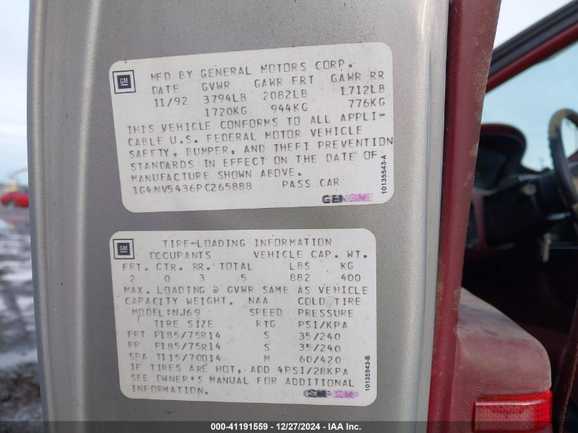 GM
MFD BY GENERAL MOTORS CORP.
DATE GVWR GAWR FRT GAWR RR
11/92 3794LB 2082LB 1712LB
1720KG 944KG 776KG
THIS VEHICLE CONFORMS TO ALL APPLI-
CABLE U.S. FEDERAL MOTOR VEHICLE
SAFETY, BUMPER, AND THEFT PREVENTION
STANDARDS IN EFFECT ON THE DATE OF
MANUFACTURE SHOWN ABOVE.
1G4NV5436PC265888 PASS CAR
GENUINE
10135543-A
GM
TIRE-LOADING INFORMATION
OCCUPANTS VEHICLE CAP. WT.
FRT. CTR. RR. TOTAL LBS KG
2 0 3 5 882 400
MAX. LOADING @ GVWR SAME AS VEHICLE
CAPACITY WEIGHT. NAA COLD TIRE
MODEL:NJ69 SPEED PRESSURE
TIRE SIZE RTG PSI/KPA
FRT P185/75R14 S 35/240
RR P185/75R14 S 35/240
SPA T115/70D14 M 60/420
IF TIRES ARE HOT, ADD 4PSI/28KPA
SEE OWNER'S MANUAL FOR ADDITIONAL
INFORMATION.
10135543-B
000-41191559 - 12/27/2024 - IAA Inc.